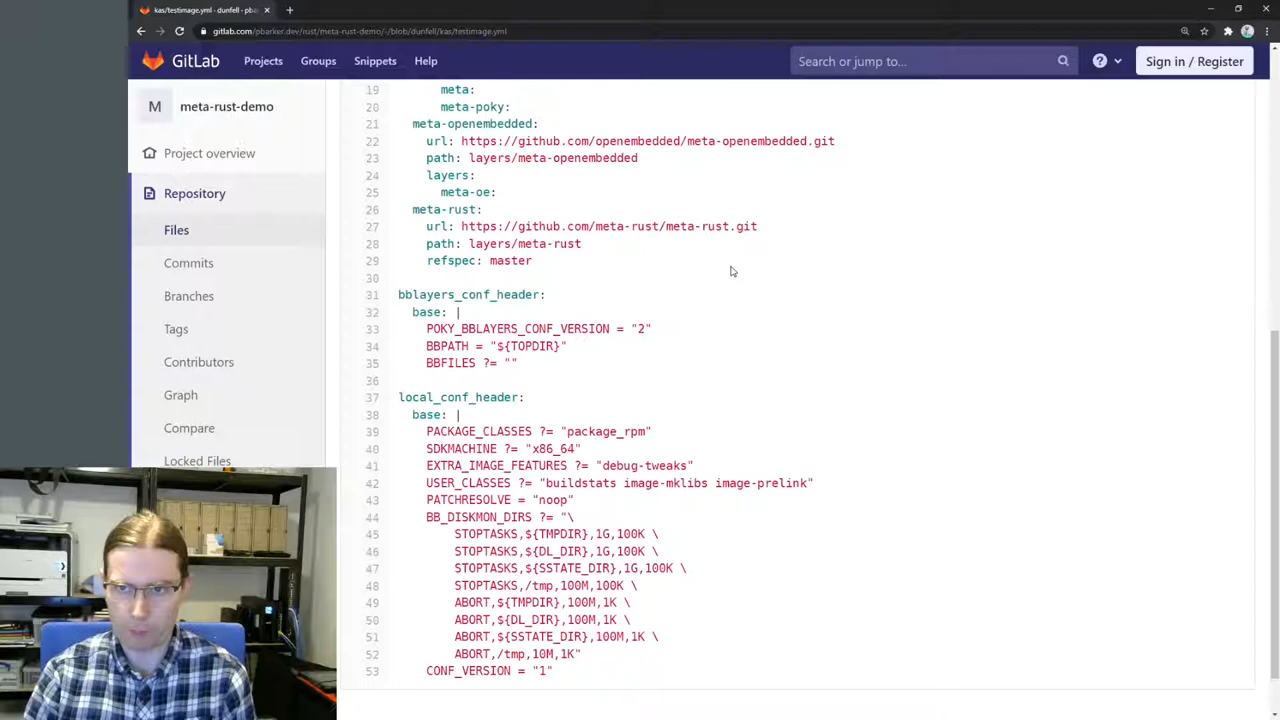 kas/testimage.yml · dunfell · pb
gitlab.com/pbarker.dev/rust/meta-rust-demo/-/blob/dunfell/kas/testimage.yml
GitLab Projects Groups Snippets Help Search or jump to... Sign in / Register
M meta-rust-demo
Project overview
Repository
Files
Commits
Branches
Tags
Contributors
Graph
Compare
Locked Files
19 meta:
20 meta-poky:
21 meta-openembedded:
22 url: https://github.com/openembedded/meta-openembedded.git
23 path: layers/meta-openembedded
24 layers:
25 meta-oe:
26 meta-rust:
27 url: https://github.com/meta-rust/meta-rust.git
28 path: layers/meta-rust
29 refspec: master
30
31 bblayers_conf_header:
32 base: |
33 POKY_BBLAYERS_CONF_VERSION = "2"
34 BBPATH = "${TOPDIR}"
35 BBFILES ?= ""
36
37 local_conf_header:
38 base: |
39 PACKAGE_CLASSES ?= "package_rpm"
40 SDKMACHINE ?= "x86_64"
41 EXTRA_IMAGE_FEATURES ?= "debug-tweaks"
42 USER_CLASSES ?= "buildstats image-mklibs image-prelink"
43 PATCHRESOLVE = "noop"
44 BB_DISKMON_DIRS ?= "\
45 STOPTASKS,${TMPDIR},1G,100K \
46 STOPTASKS,${DL_DIR},1G,100K \
47 STOPTASKS,${SSTATE_DIR},1G,100K \
48 STOPTASKS,/tmp,100M,100K \
49 ABORT,${TMPDIR},100M,1K \
50 ABORT,${DL_DIR},100M,1K \
51 ABORT,${SSTATE_DIR},100M,1K \
52 ABORT,/tmp,10M,1K"
53 CONF_VERSION = "1"